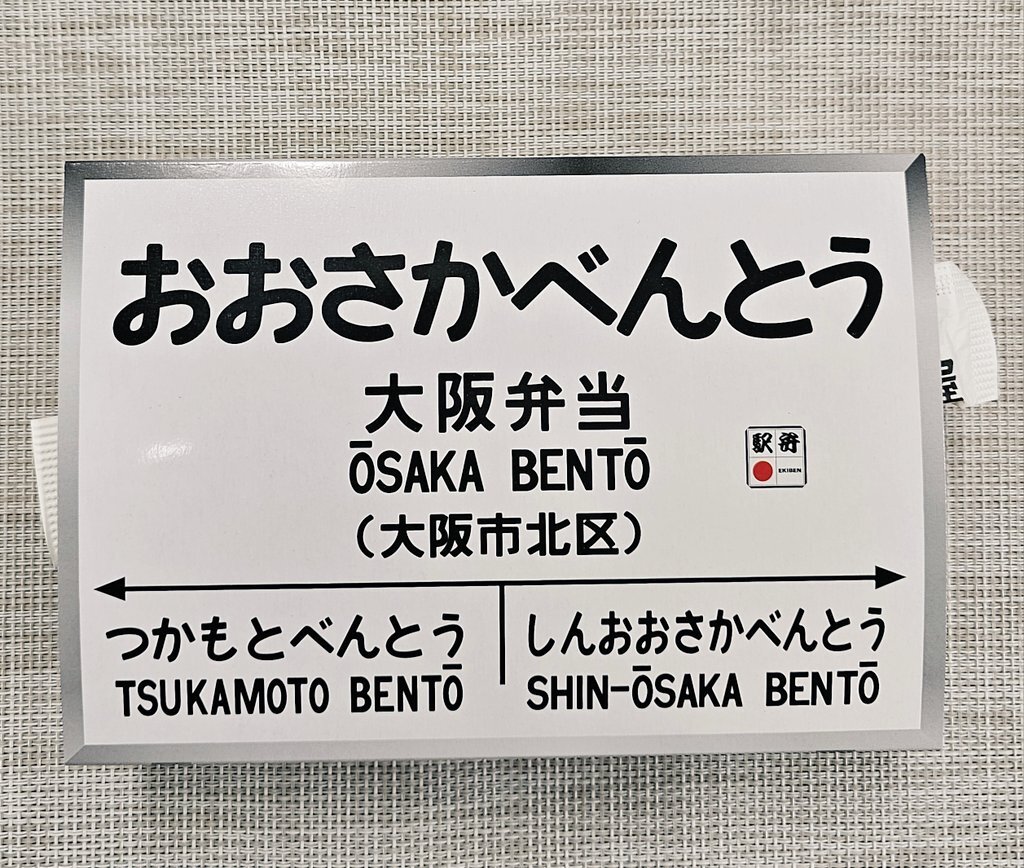 おおさかべんとう
大阪弁当
ŌSAKA BENTŌ
駅弁
EKIBEN
(大阪市北区)
つかもとべんとう
TSUKAMOTO BENTŌ
しんおおさかべんとう
SHIN-ŌSAKA BENTŌ